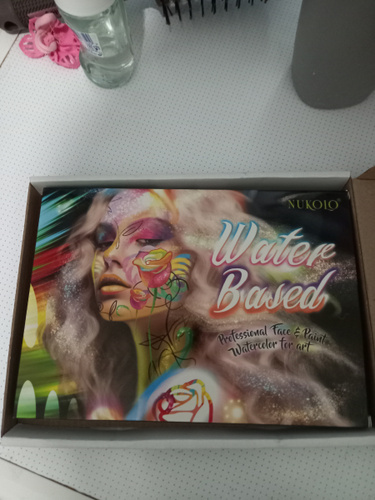 NUKOLO
Water
Based
Professional Face & Paint
Watercolor for art